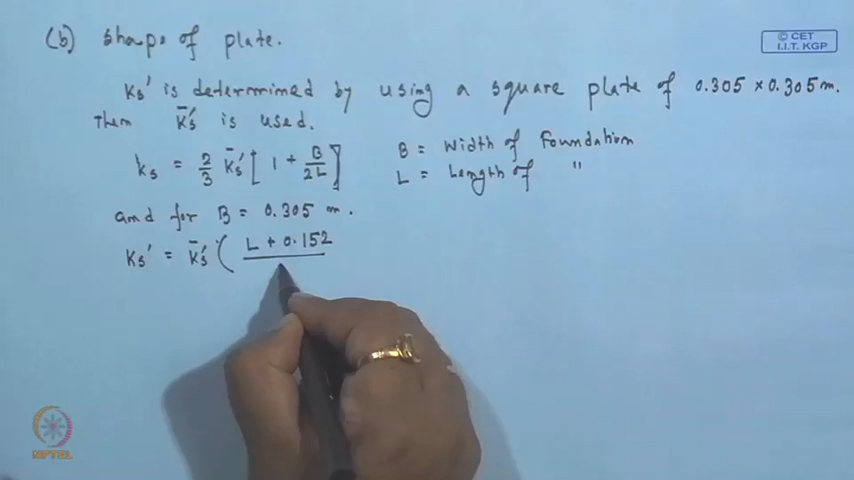 © CET
I.I.T. KGP
(b) shape of plate.
ks' is determined by using a square plate of 0.305 × 0.305 m.
Then k̄s' is used.
ks = 2/3 k̄s' [ 1 + B/2L ]
B = Width of Foundation
L = Length of "
and for B = 0.305 m.
ks' = k̄s' ( L + 0.152
NPTEL